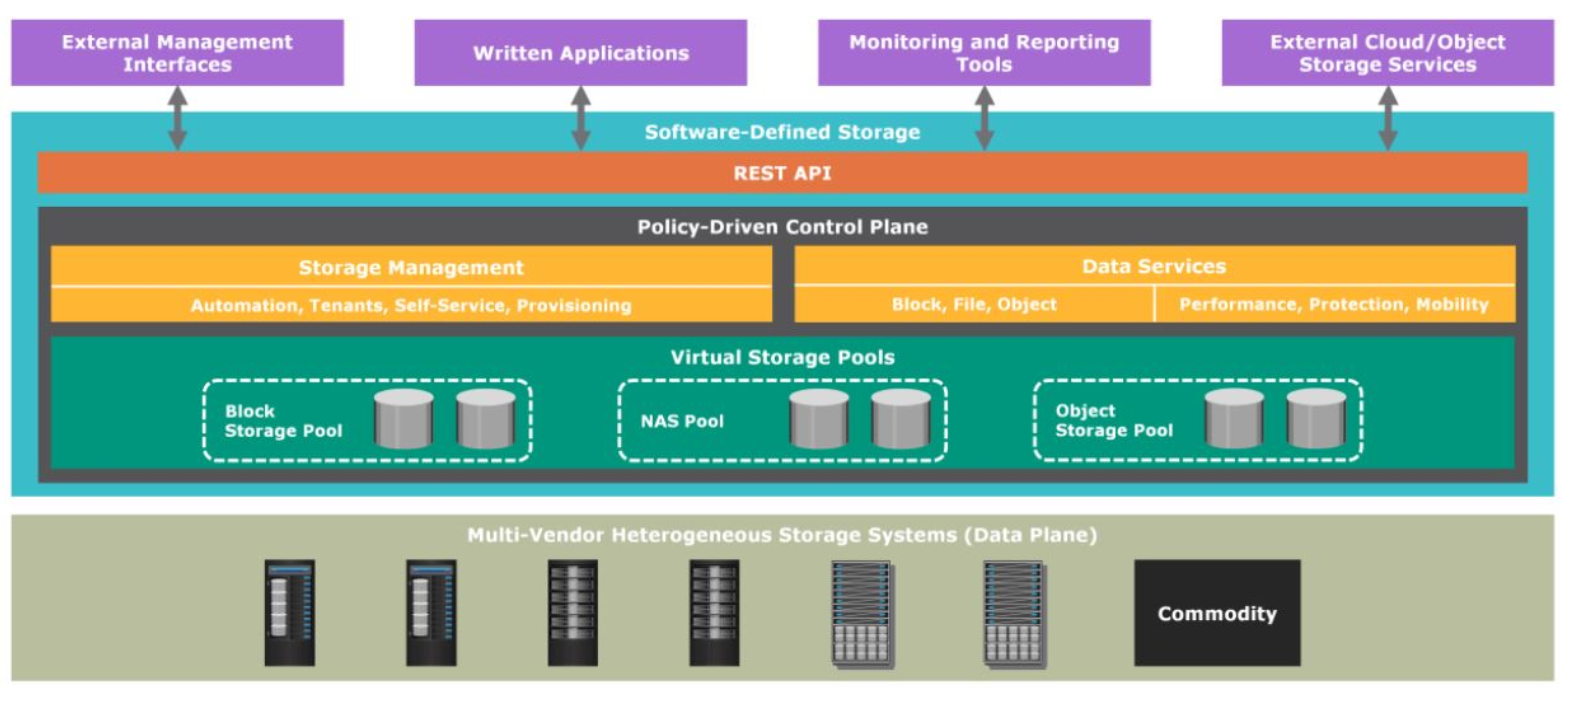 External Management
Interfaces
Written Applications
Monitoring and Reporting
Tools
External Cloud/Object
Storage Services
Software-Defined Storage
REST API
Policy-Driven Control Plane
Storage Management
Automation, Tenants, Self-Service, Provisioning
Data Services
Block, File, Object
Performance, Protection, Mobility
Virtual Storage Pools
Block
Storage Pool
NAS Pool
Object
Storage Pool
Multi-Vendor Heterogeneous Storage Systems (Data Plane)
Commodity